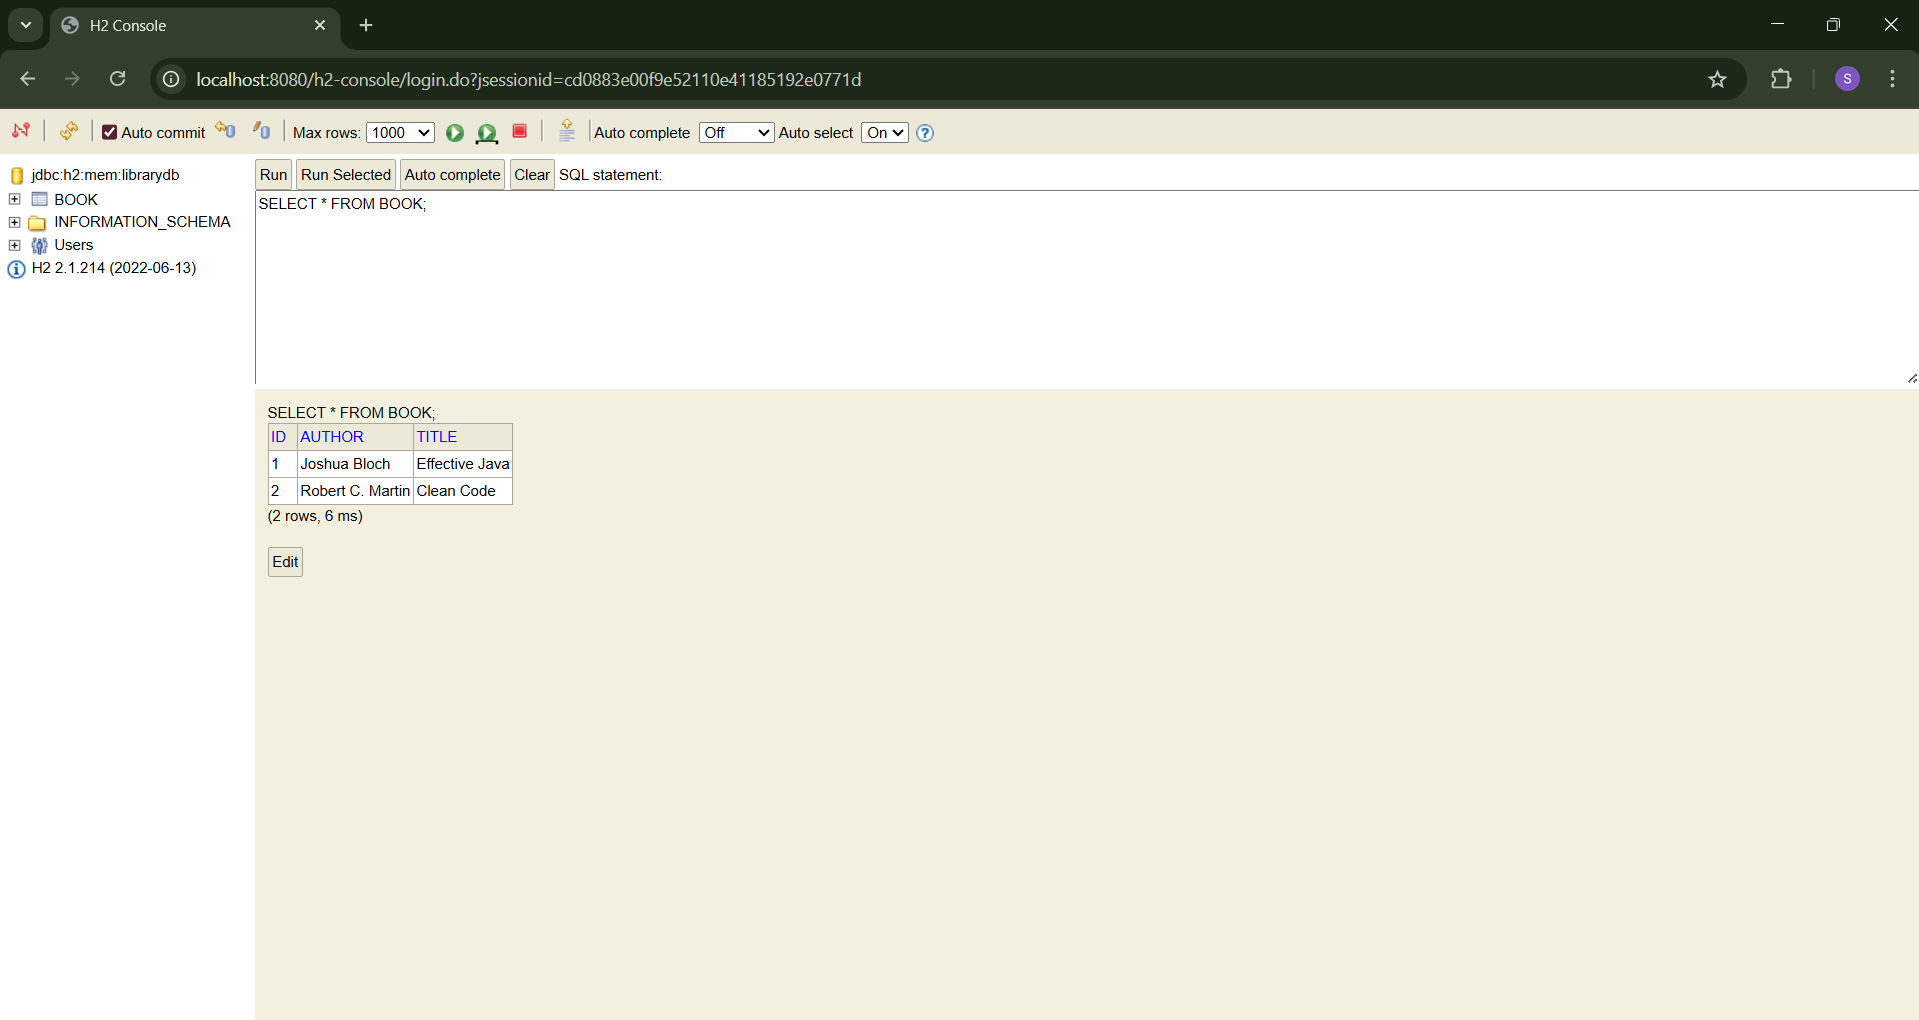 H2 Console
localhost:8080/h2-console/login.do?jsessionid=cd0883e00f9e52110e41185192e0771d
S
Auto commit Max rows: 1000 Auto complete Off Auto select On ?
jdbc:h2:mem:librarydb
BOOK
INFORMATION_SCHEMA
Users
H2 2.1.214 (2022-06-13)
Run Run Selected Auto complete Clear SQL statement:
SELECT * FROM BOOK;
SELECT * FROM BOOK;
ID AUTHOR TITLE
1 Joshua Bloch Effective Java
2 Robert C. Martin Clean Code
(2 rows, 6 ms)
Edit